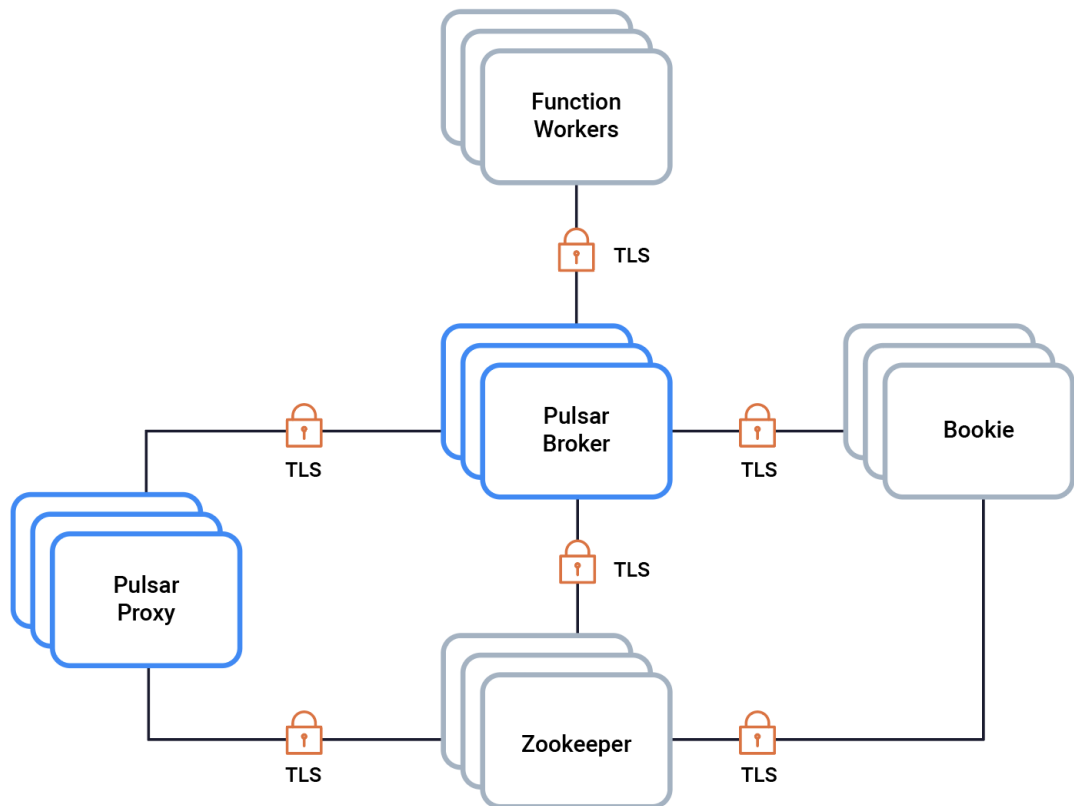 Function
Workers
TLS
Pulsar
Broker
Bookie
TLS
TLS
Pulsar
Proxy
TLS
Zookeeper
TLS
TLS